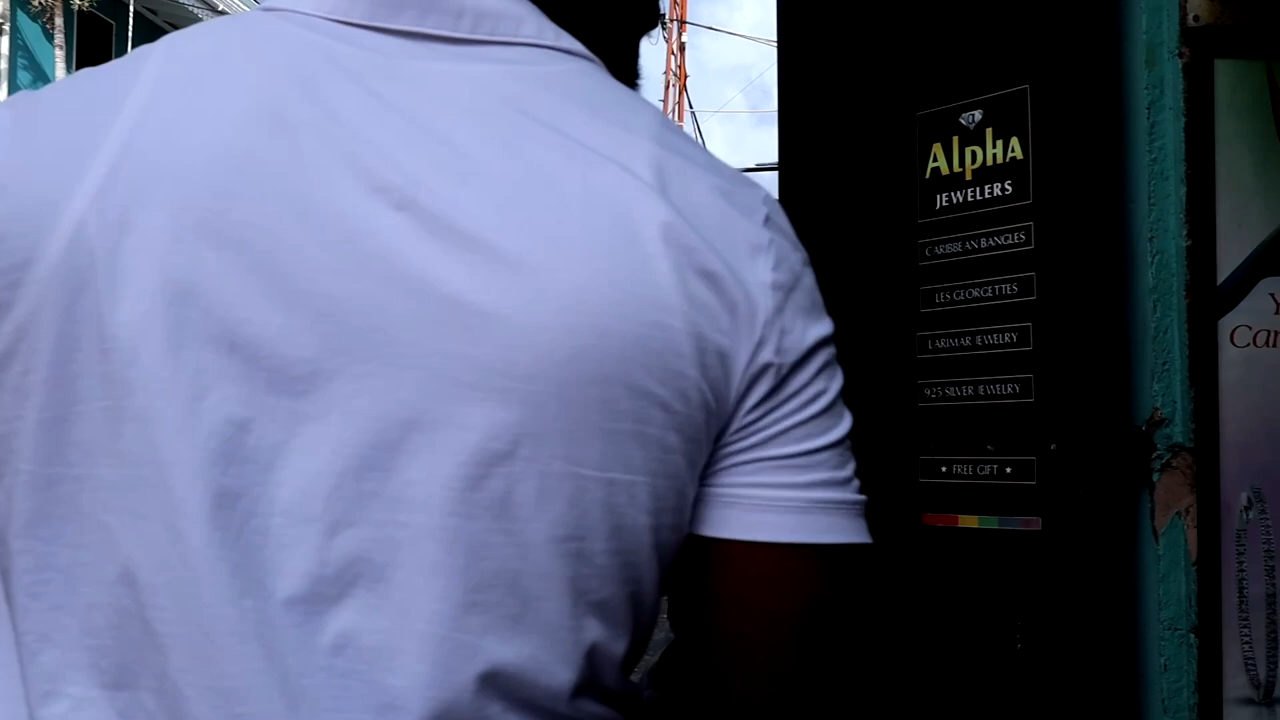 Alpha
JEWELERS
CARIBBEAN BANGLES
LES GEORGETTES
LARIMAR JEWELRY
925 SILVER JEWELRY
★ FREE GIFT ★